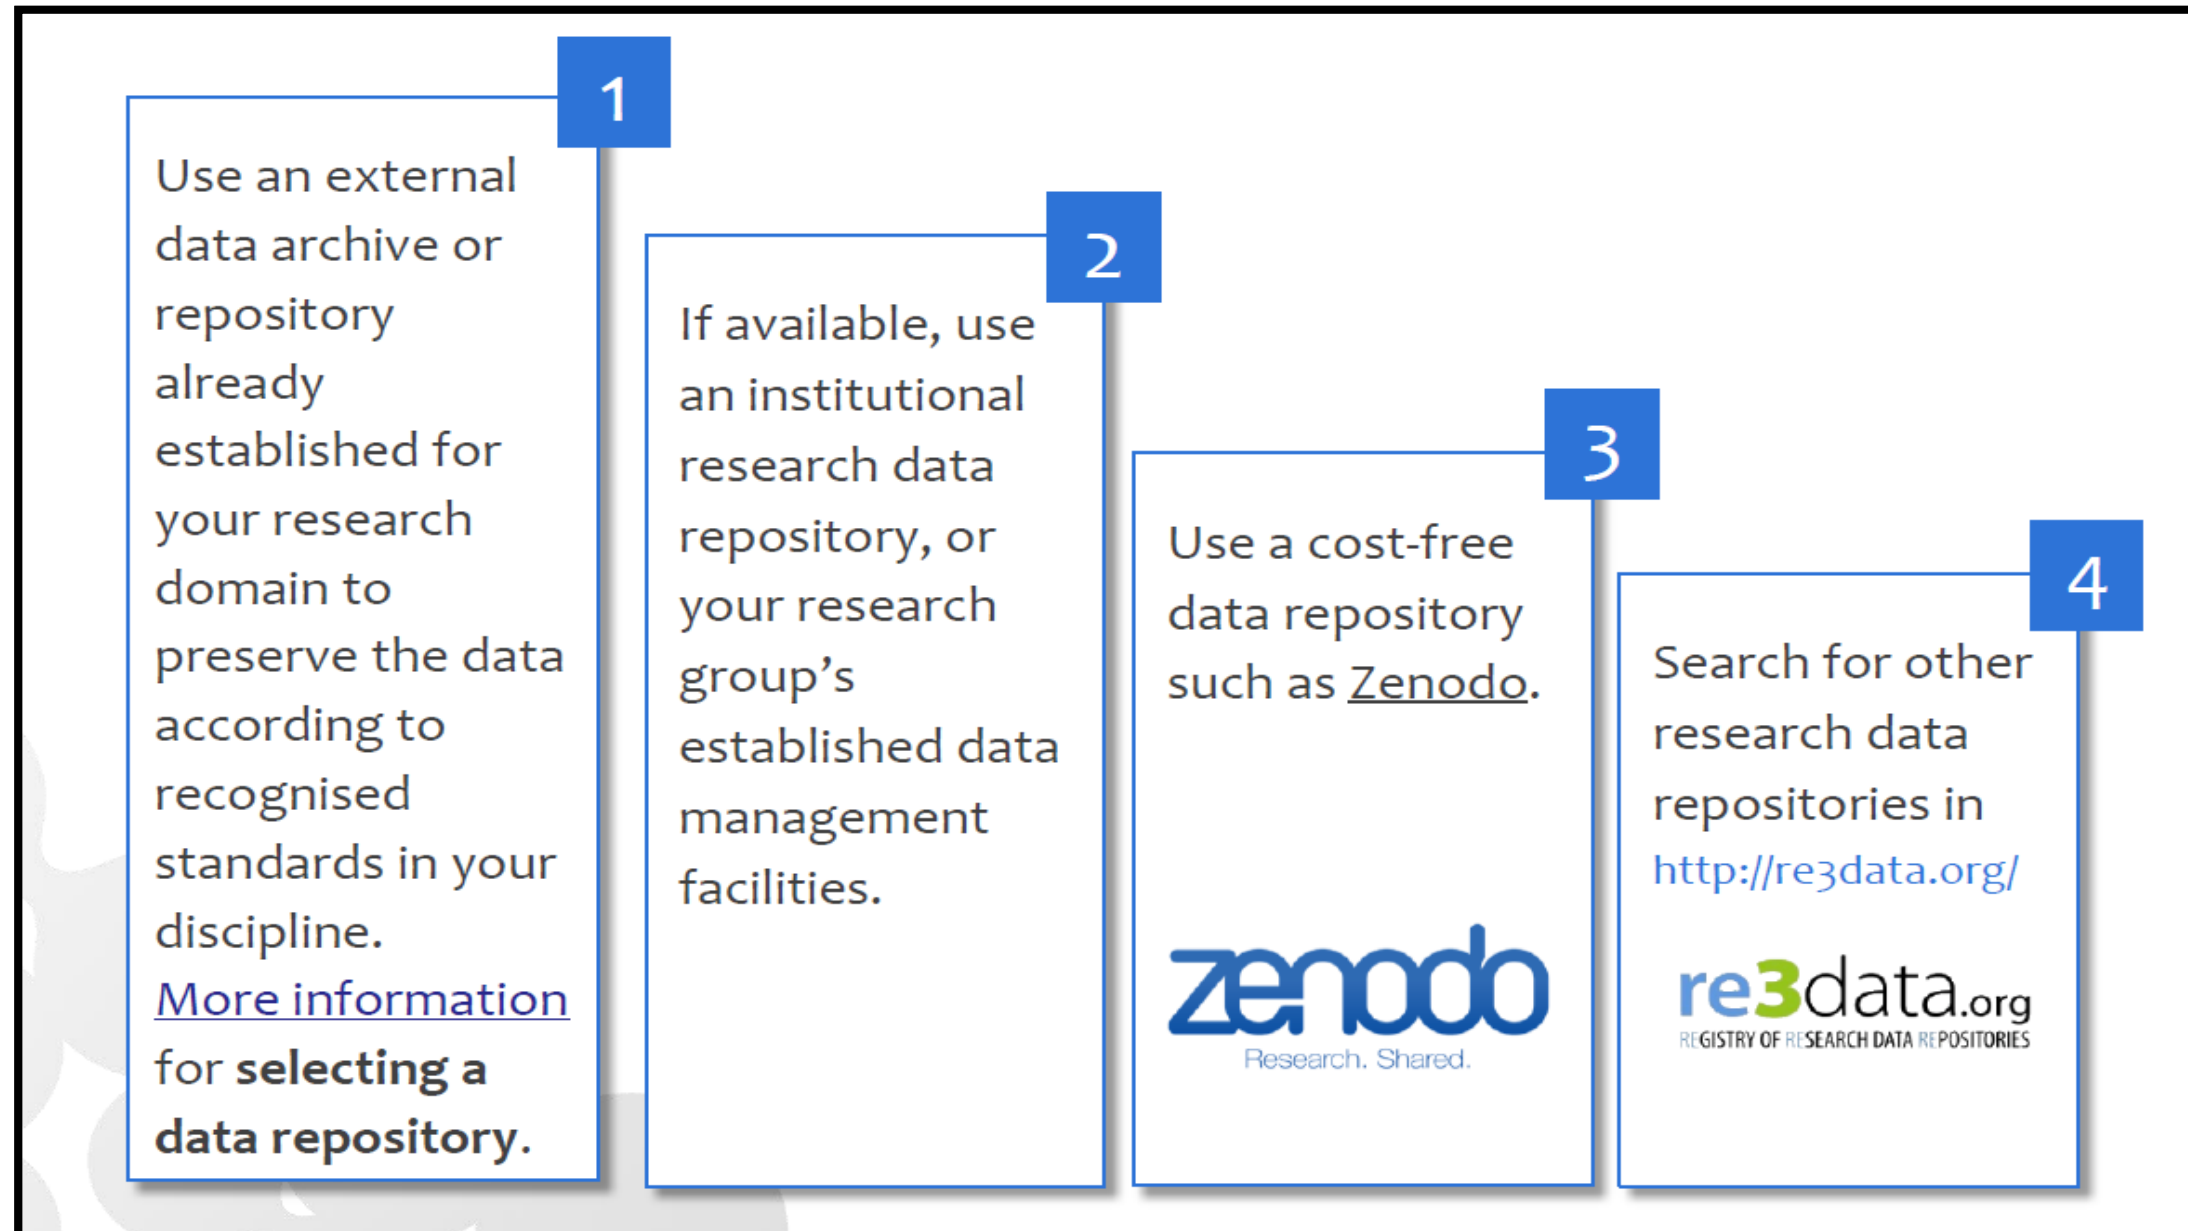 1
Use an external
data archive or
repository
already
established for
your research
domain to
preserve the data
according to
recognised
standards in your
discipline.
More information
for selecting a
data repository.
2
If available, use
an institutional
research data
repository, or
your research
group’s
established data
management
facilities.
3
Use a cost-free
data repository
such as Zenodo.
zenodo
Research. Shared.
4
Search for other
research data
repositories in
http://re3data.org/
re3data.org
REGISTRY OF RESEARCH DATA REPOSITORIES